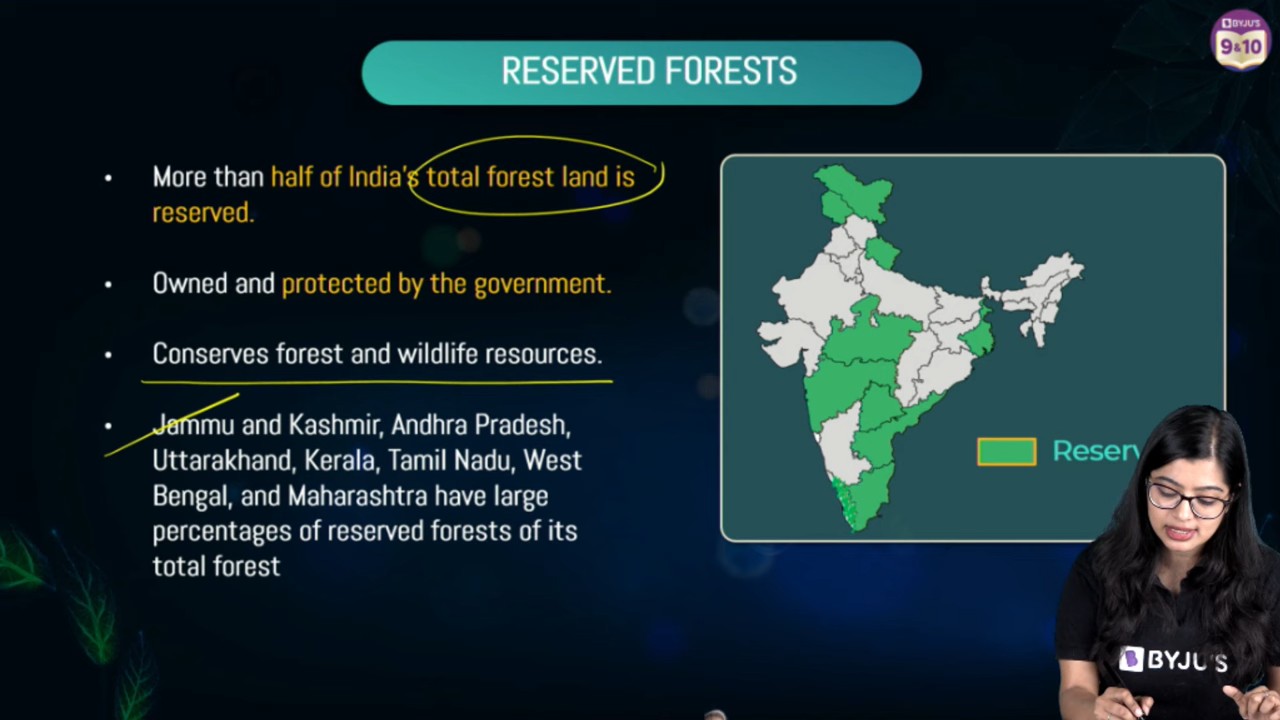 BYJU'S
9&10
RESERVED FORESTS
• More than half of India's total forest land is
reserved.
• Owned and protected by the government.
• Conserves forest and wildlife resources.
• Jammu and Kashmir, Andhra Pradesh,
Uttarakhand, Kerala, Tamil Nadu, West
Bengal, and Maharashtra have large
percentages of reserved forests of its
total forest
Reserv
BYJU'S